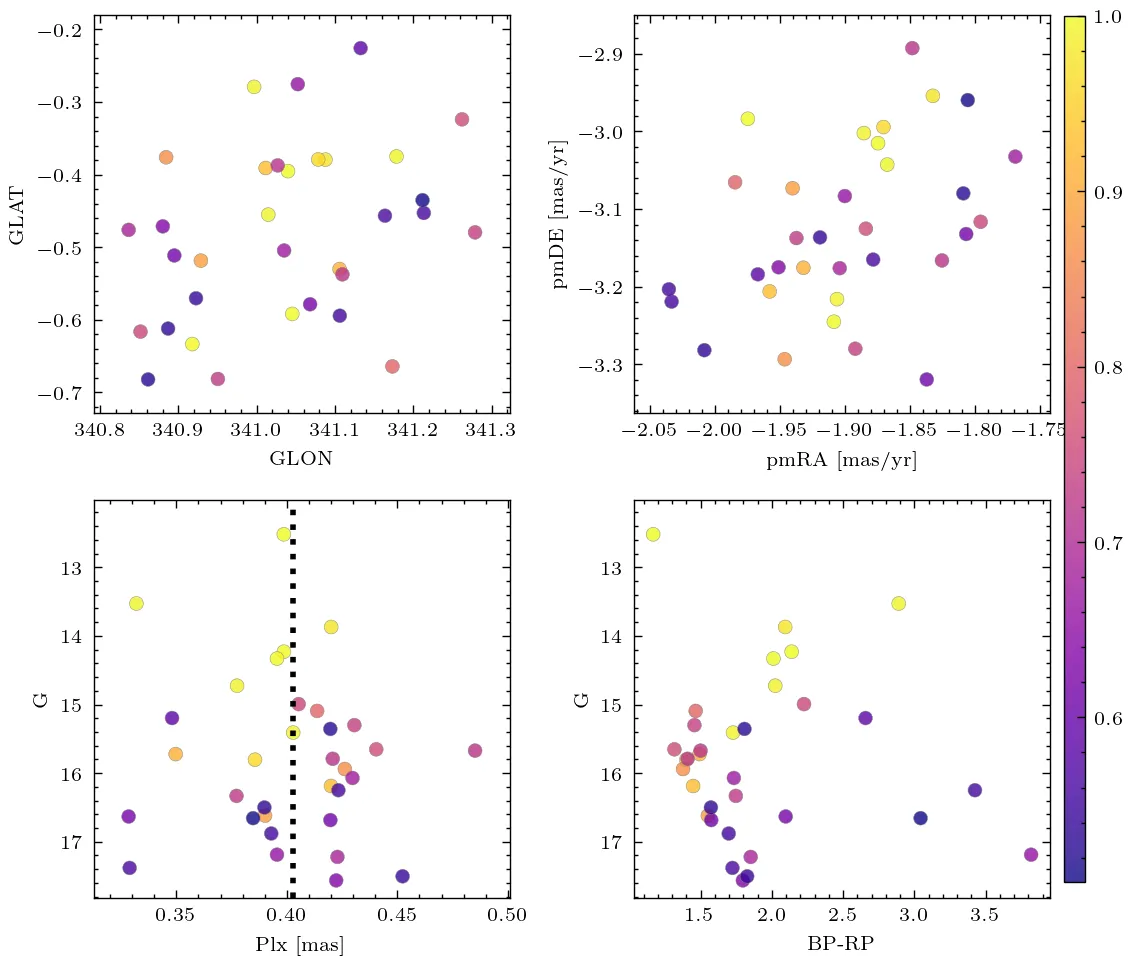 −0.2
−0.3
−0.4
−0.5
−0.6
−0.7
GLAT
340.8 340.9 341.0 341.1 341.2 341.3
GLON
−2.9
−3.0
−3.1
−3.2
−3.3
pmDE [mas/yr]
−2.05 −2.00 −1.95 −1.90 −1.85 −1.80 −1.75
pmRA [mas/yr]
13
14
15
16
17
G
0.35 0.40 0.45 0.50
Plx [mas]
13
14
15
16
17
G
1.5 2.0 2.5 3.0 3.5
BP-RP
1.0
0.9
0.8
0.7
0.6